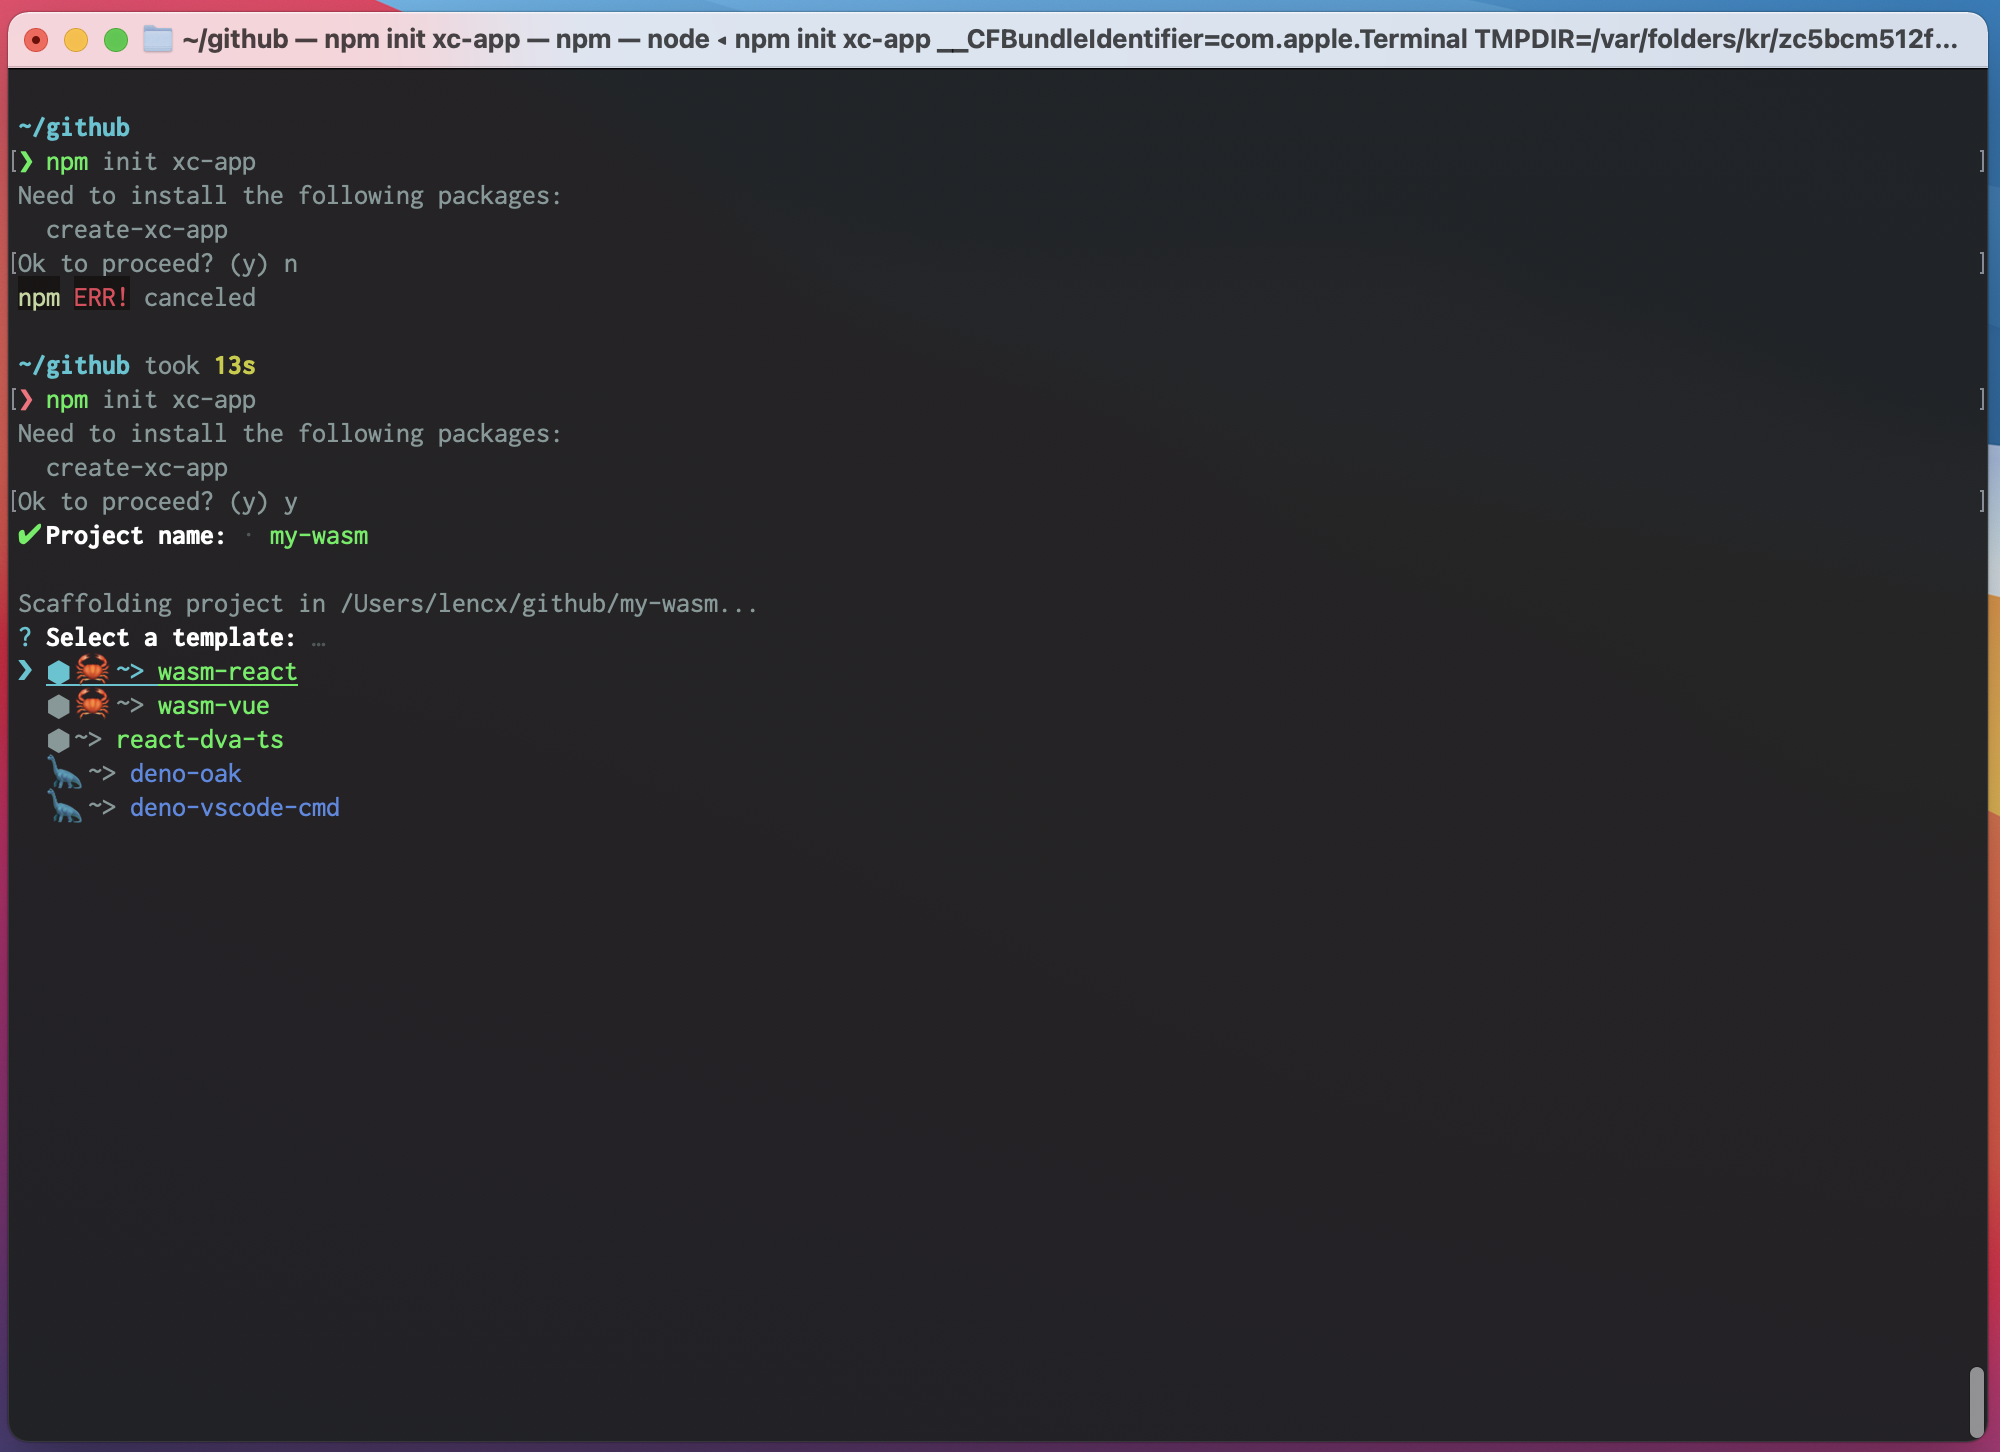 ~/github — npm init xc-app — npm — node ◂ npm init xc-app __CFBundleIdentifier=com.apple.Terminal TMPDIR=/var/folders/kr/zc5bcm512f…
~/github
[❯ npm init xc-app ]
Need to install the following packages:
  create-xc-app
[Ok to proceed? (y) n ]
npm ERR! canceled
~/github took 13s
[❯ npm init xc-app ]
Need to install the following packages:
  create-xc-app
[Ok to proceed? (y) y ]
✔ Project name: · my-wasm
Scaffolding project in /Users/lencx/github/my-wasm...
? Select a template: …
❯ ⬢🦀 ~> wasm-react
  ⬢🦀 ~> wasm-vue
  ⬢ ~> react-dva-ts
  🦕 ~> deno-oak
  🦕 ~> deno-vscode-cmd